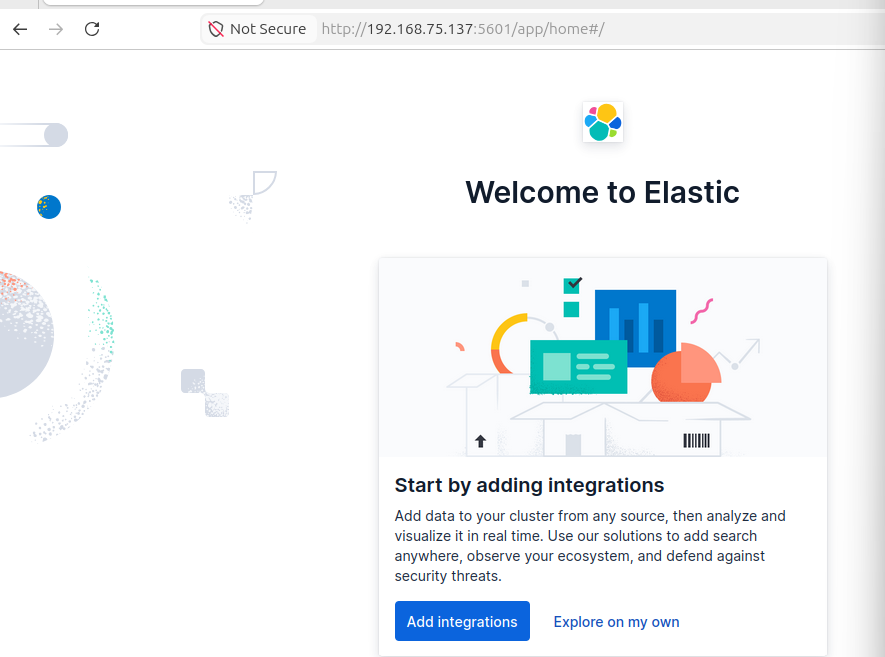 Not Secure http://192.168.75.137:5601/app/home#/
Welcome to Elastic
Start by adding integrations
Add data to your cluster from any source, then analyze and
visualize it in real time. Use our solutions to add search
anywhere, observe your ecosystem, and defend against
security threats.
Add integrations Explore on my own